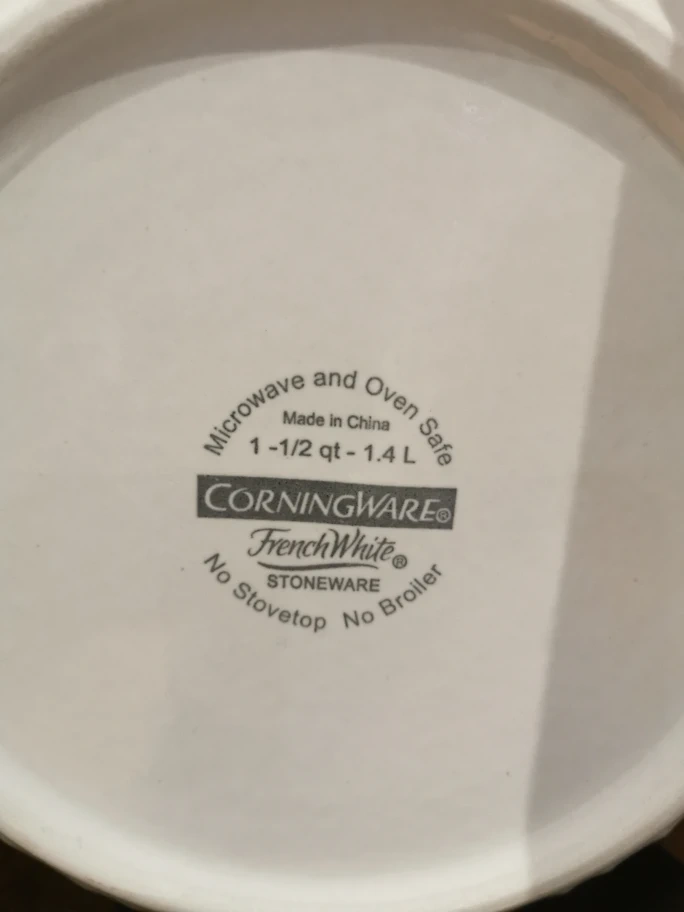 Microwave and Oven Safe
Made in China
1 -1/2 qt - 1.4 L
CORNINGWARE®
French White®
STONEWARE
No Stovetop No Broiler